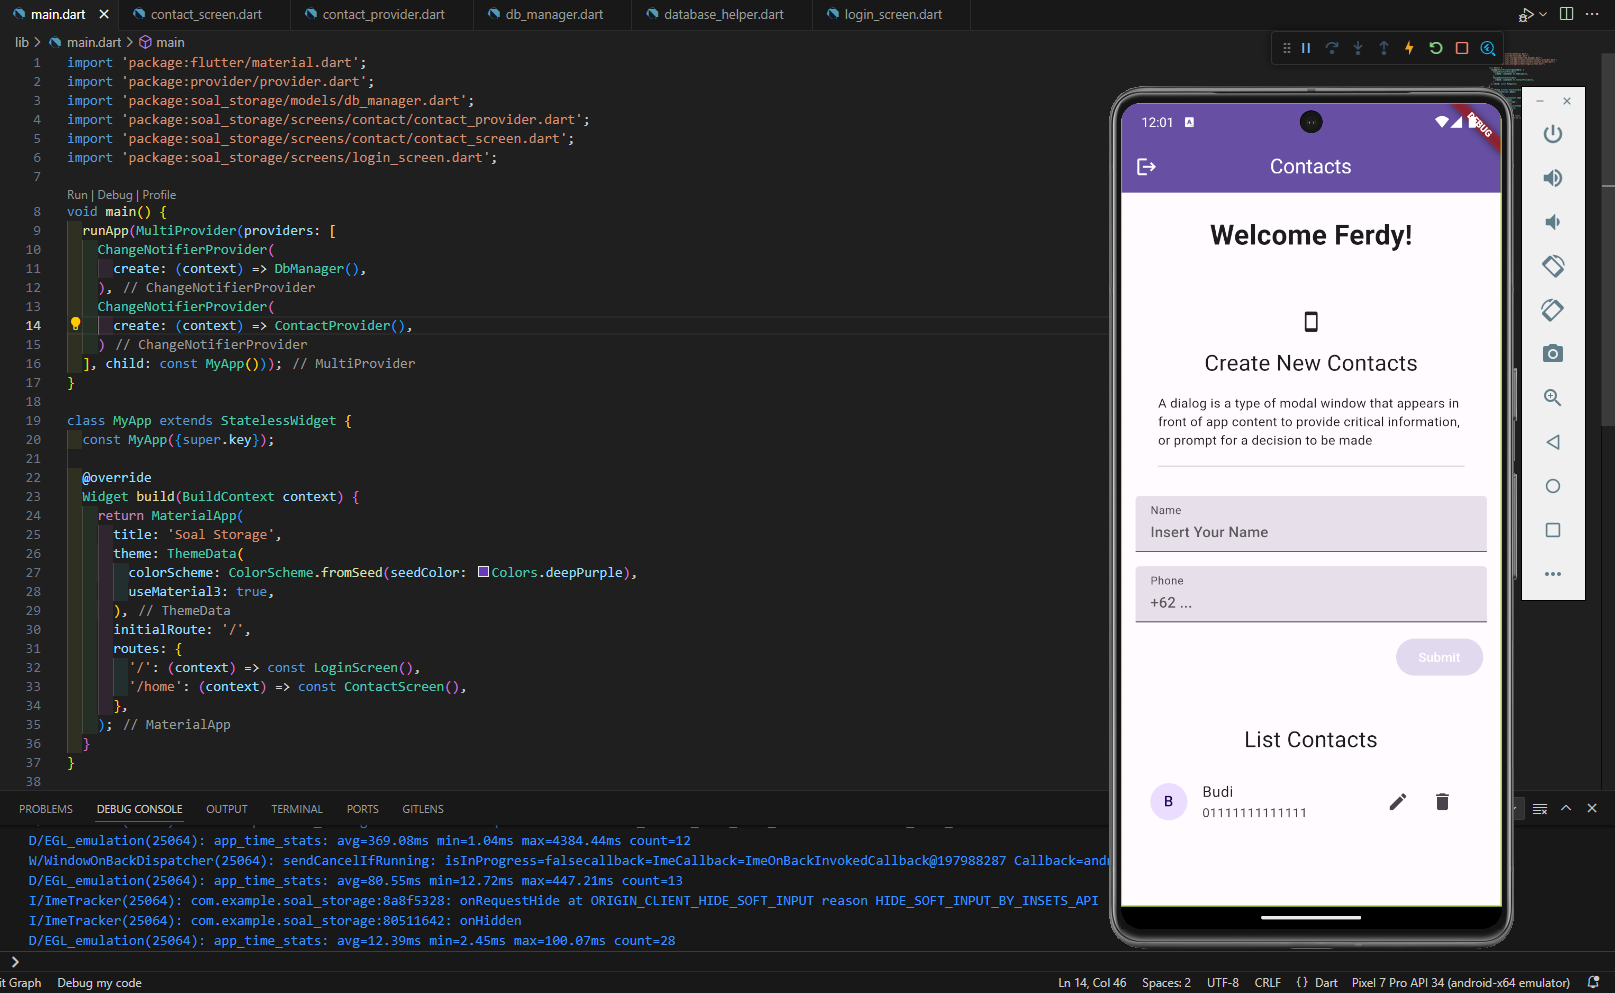 main.dart
contact_screen.dart
contact_provider.dart
db_manager.dart
database_helper.dart
login_screen.dart
lib > main.dart > main
1 import 'package:flutter/material.dart';
2 import 'package:provider/provider.dart';
3 import 'package:soal_storage/models/db_manager.dart';
4 import 'package:soal_storage/screens/contact/contact_provider.dart';
5 import 'package:soal_storage/screens/contact/contact_screen.dart';
6 import 'package:soal_storage/screens/login_screen.dart';
7
Run | Debug | Profile
8 void main() {
9 runApp(MultiProvider(providers: [
10 ChangeNotifierProvider(
11 create: (context) => DbManager(),
12 ), // ChangeNotifierProvider
13 ChangeNotifierProvider(
14 create: (context) => ContactProvider(),
15 ) // ChangeNotifierProvider
16 ], child: const MyApp())); // MultiProvider
17 }
18
19 class MyApp extends StatelessWidget {
20 const MyApp({super.key});
21
22 @override
23 Widget build(BuildContext context) {
24 return MaterialApp(
25 title: 'Soal Storage',
26 theme: ThemeData(
27 colorScheme: ColorScheme.fromSeed(seedColor: Colors.deepPurple),
28 useMaterial3: true,
29 ), // ThemeData
30 initialRoute: '/',
31 routes: {
32 '/': (context) => const LoginScreen(),
33 '/home': (context) => const ContactScreen(),
34 },
35 ); // MaterialApp
36 }
37 }
38
12:01
DEBUG
Contacts
Welcome Ferdy!
Create New Contacts
A dialog is a type of modal window that appears in
front of app content to provide critical information,
or prompt for a decision to be made
Name
Insert Your Name
Phone
+62 ...
Submit
List Contacts
B
Budi
01111111111111
PROBLEMS DEBUG CONSOLE OUTPUT TERMINAL PORTS GITLENS
D/EGL_emulation(25064): app_time_stats: avg=369.08ms min=1.04ms max=4384.44ms count=12
W/WindowOnBackDispatcher(25064): sendCancelIfRunning: isInProgress=falsecallback=ImeCallback=ImeOnBackInvokedCallback@197988287 Callback=andr
D/EGL_emulation(25064): app_time_stats: avg=80.55ms min=12.72ms max=447.21ms count=13
I/ImeTracker(25064): com.example.soal_storage:8a8f5328: onRequestHide at ORIGIN_CLIENT_HIDE_SOFT_INPUT reason HIDE_SOFT_INPUT_BY_INSETS_API
I/ImeTracker(25064): com.example.soal_storage:80511642: onHidden
D/EGL_emulation(25064): app_time_stats: avg=12.39ms min=2.45ms max=100.07ms count=28
>
it Graph Debug my code Ln 14, Col 46 Spaces: 2 UTF-8 CRLF {} Dart Pixel 7 Pro API 34 (android-x64 emulator)